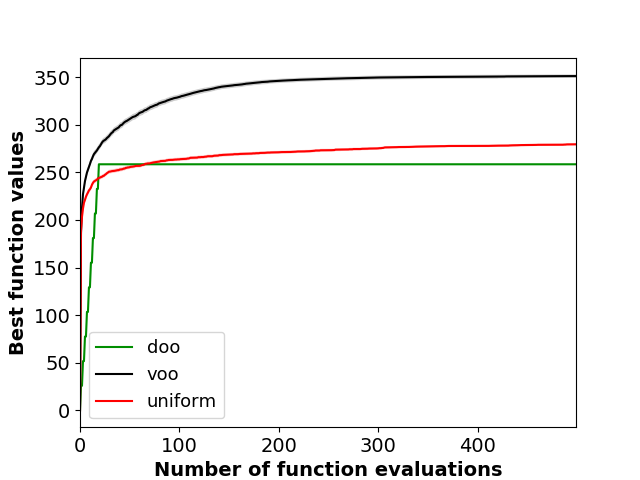 Best function values
350
300
250
200
150
100
50
0
doo
voo
uniform
0 100 200 300 400
Number of function evaluations